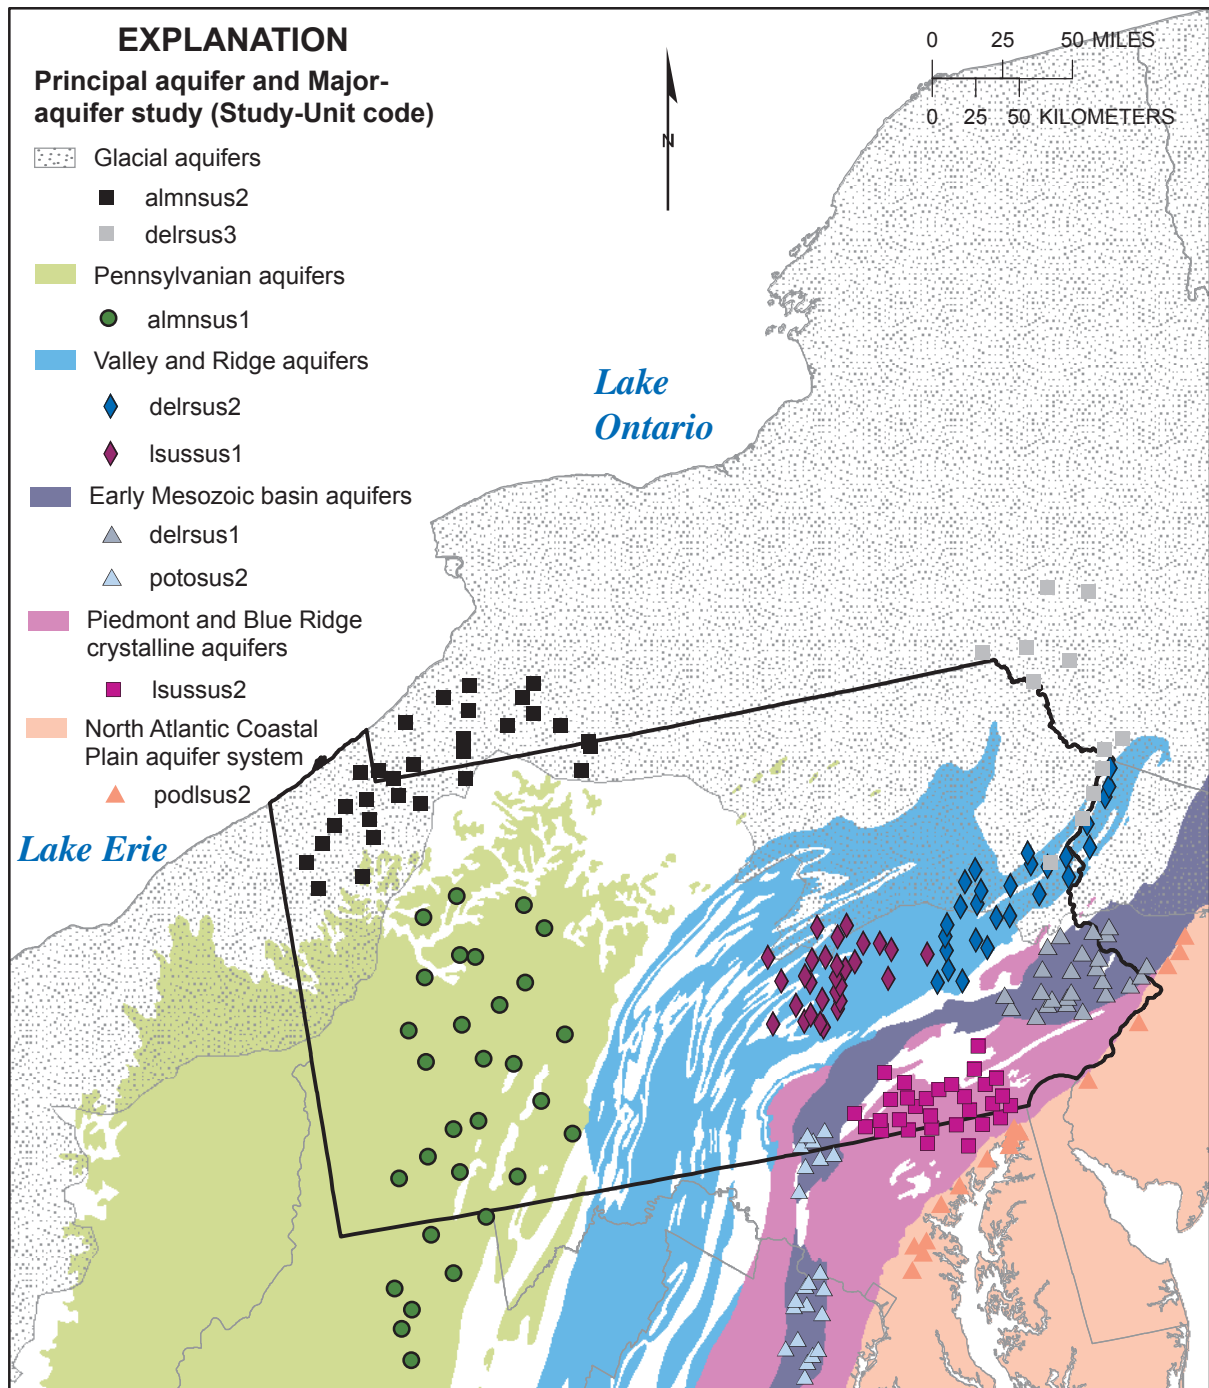 EXPLANATION
Principal aquifer and Major-
aquifer study (Study-Unit code)
Glacial aquifers
almnsus2
delrsus3
Pennsylvanian aquifers
almnsus1
Valley and Ridge aquifers
delrsus2
lsussus1
Early Mesozoic basin aquifers
delrsus1
potosus2
Piedmont and Blue Ridge
crystalline aquifers
lsussus2
North Atlantic Coastal
Plain aquifer system
podlsus2
0 25 50 MILES
0 25 50 KILOMETERS
N
Lake
Ontario
Lake Erie